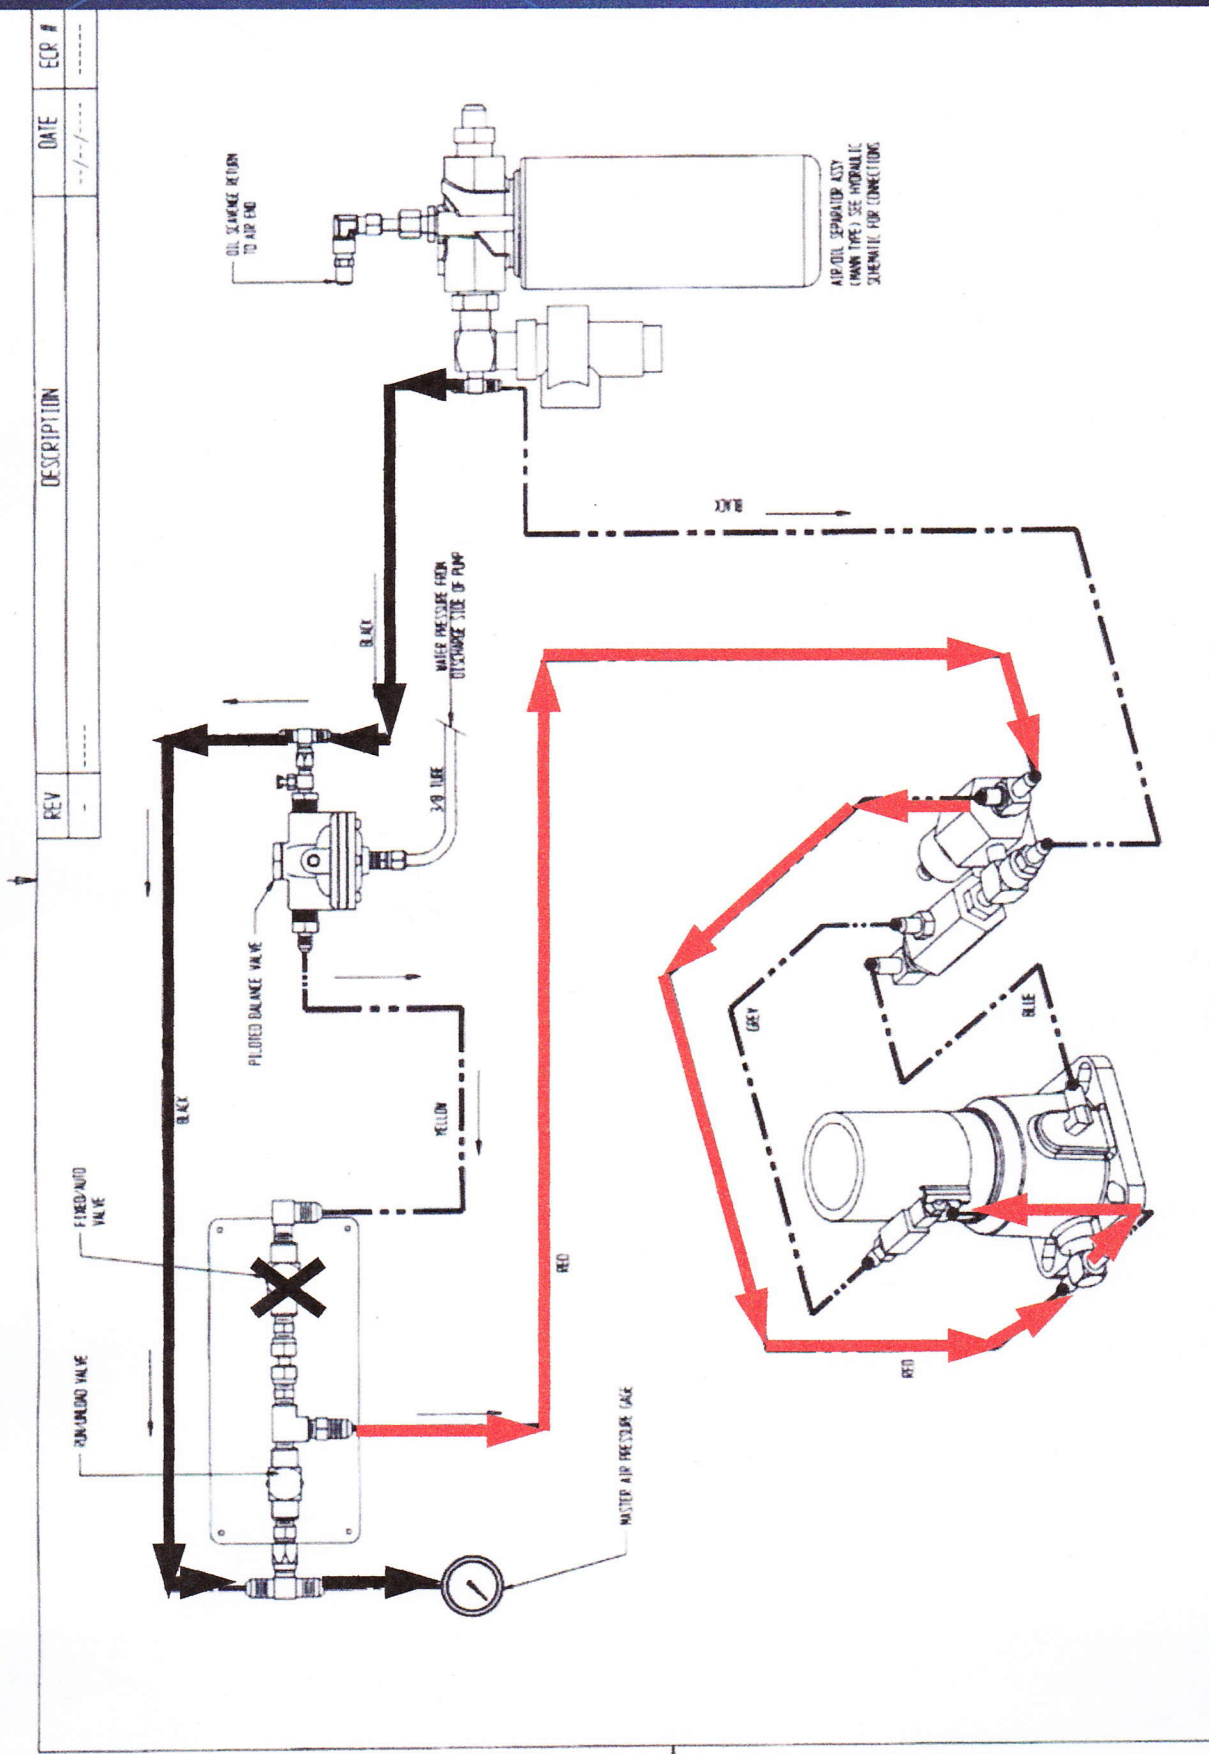 REV
DESCRIPTION
DATE
ECR #
-
------
--/--/----
------
OIL SCAVENGE RETURN
TO AIR END
AIR/OIL SEPARATOR ASSY
(MANN TYPE) SEE HYDRAULIC
SCHEMATIC FOR CONNECTIONS
BLACK
BLACK
WATER PRESSURE FROM
DISCHARGE SIDE OF PUMP
3/8 TUBE
PILOTED BALANCE VALVE
BLACK
YELLOW
FIXED/AUTO
VALVE
RUN/UNLOAD VALVE
RED
GREY
BLUE
RED
MASTER AIR PRESSURE GAGE